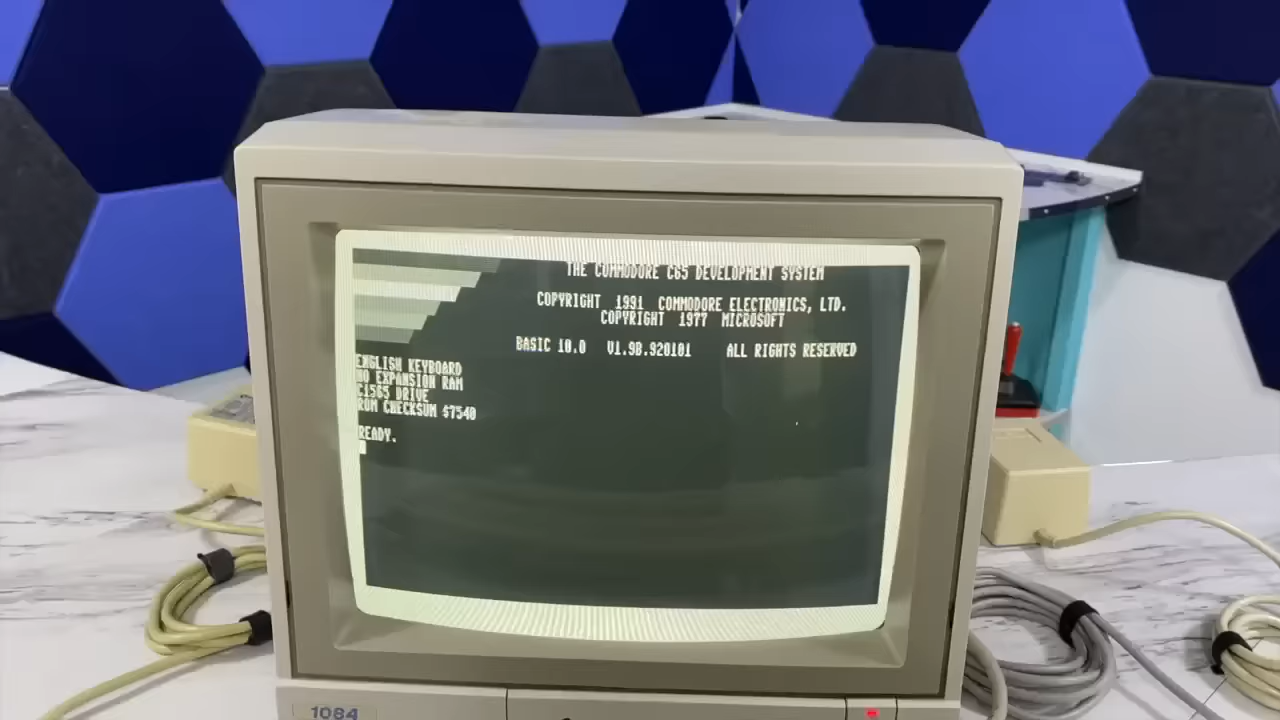 THE COMMODORE C65 DEVELOPMENT SYSTEM
COPYRIGHT 1991 COMMODORE ELECTRONICS, LTD.
COPYRIGHT 1977 MICROSOFT
BASIC 10.0 V1.9B.920101 ALL RIGHTS RESERVED
ENGLISH KEYBOARD
NO EXPANSION RAM
C1565 DRIVE
ROM CHECKSUM $7540
READY.
1084